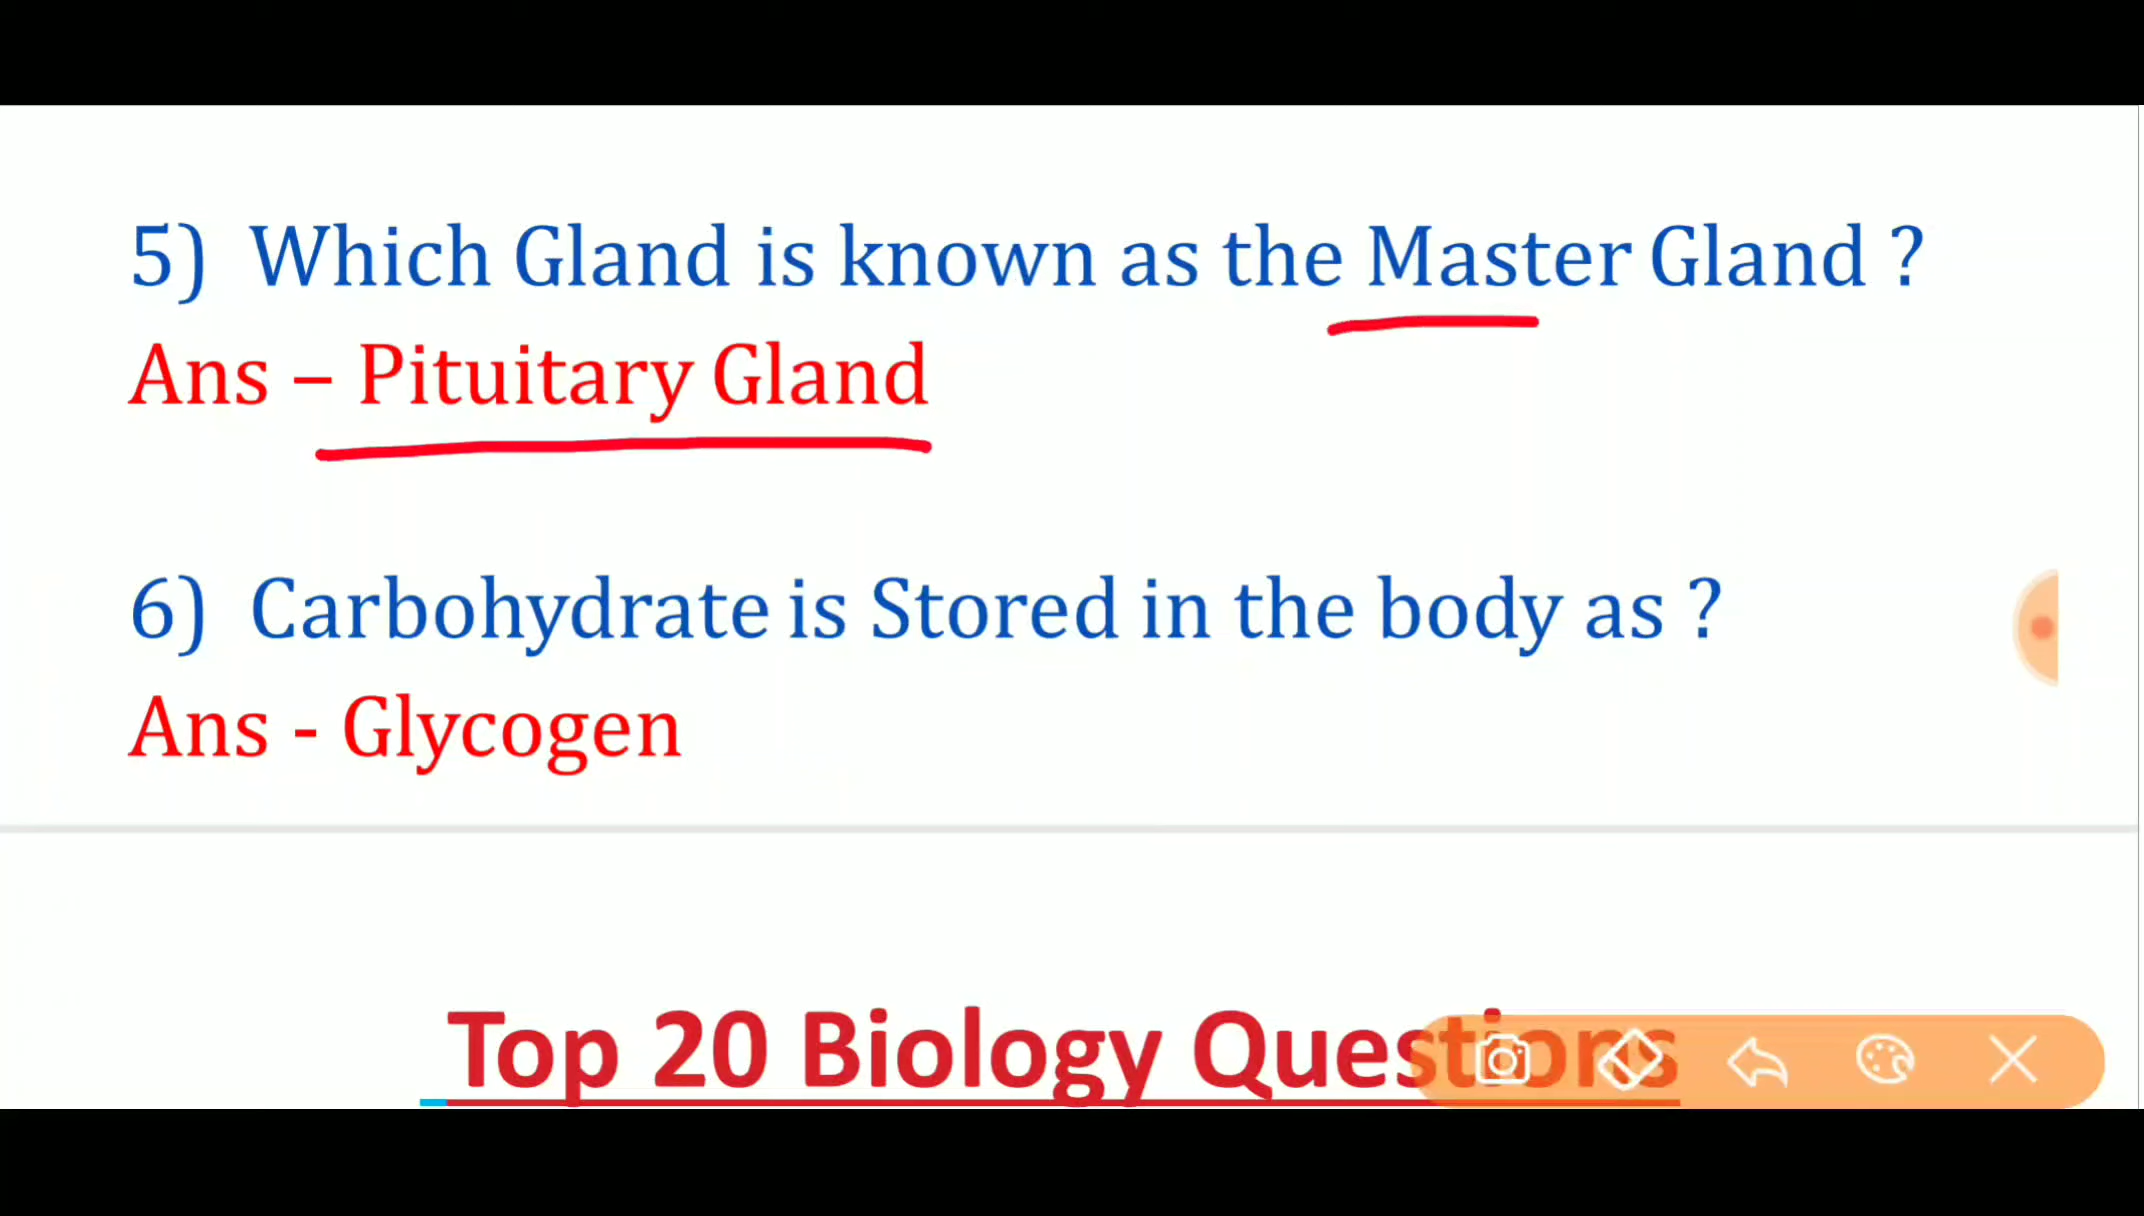 5) Which Gland is known as the Master Gland ?
Ans – Pituitary Gland
6) Carbohydrate is Stored in the body as ?
Ans - Glycogen
Top 20 Biology Questions